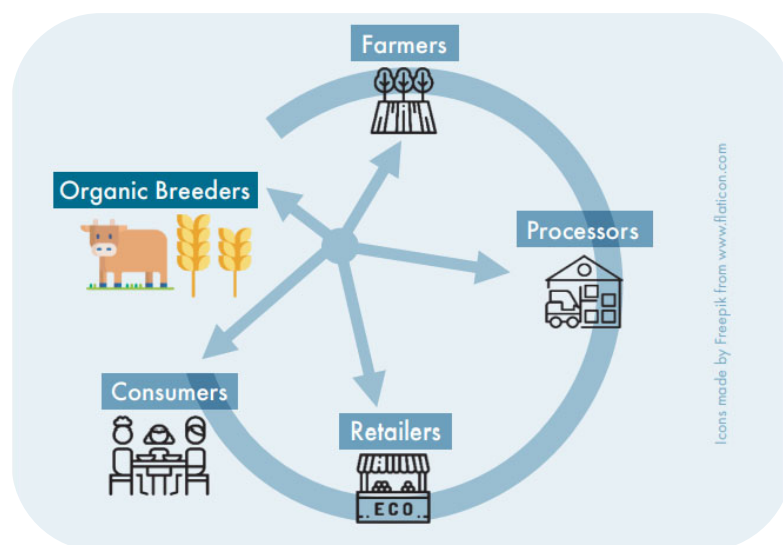 Farmers
Organic Breeders
Processors
Consumers
Retailers
ECO
Icons made by Freepik from www.flaticon.com